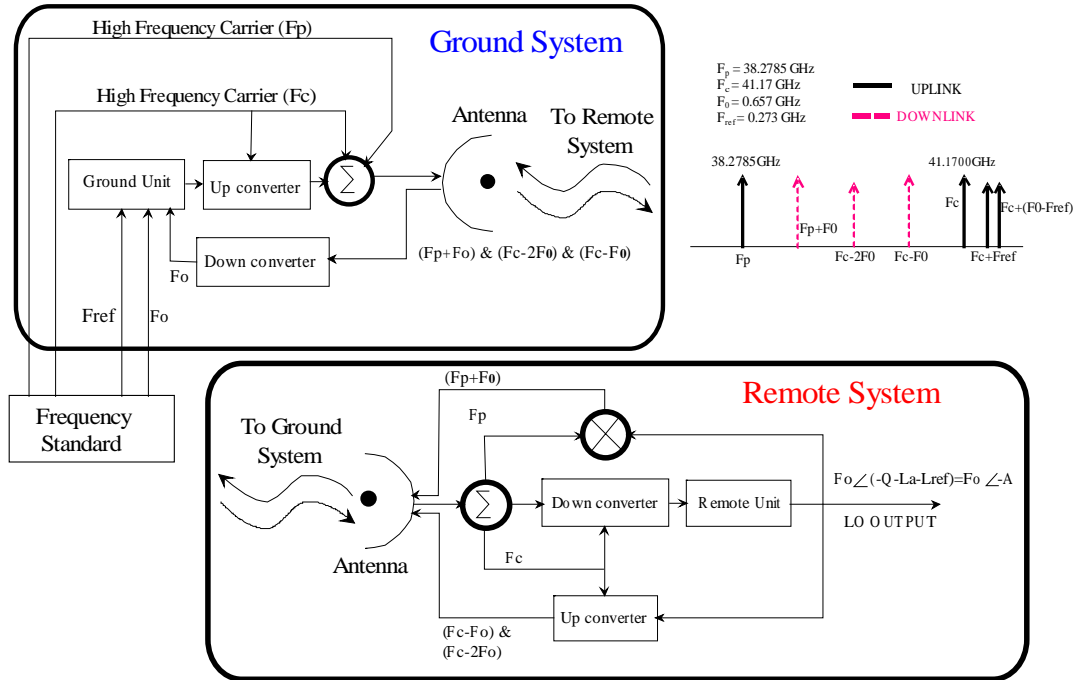 High Frequency Carrier (Fp)
Ground System
High Frequency Carrier (Fc)
Antenna
To Remote
System
Ground Unit
Up converter
Σ
Down converter
(Fp+Fo) & (Fc-2F0) & (Fc-F0)
Fo
Fref
Fo
Frequency
Standard
Fp = 38.2785 GHz
Fc = 41.17 GHz
F0 = 0.657 GHz
Fref = 0.273 GHz
UPLINK
DOWNLINK
38.2785GHz
41.1700GHz
Fc
Fc+(F0-Fref)
Fp+F0
Fp
Fc-2F0
Fc-F0
Fc+Fref
(Fp+F0)
Remote System
Fp
To Ground
System
Σ
Down converter
Remote Unit
Fo∠(-Q-La-Lref)=Fo∠-A
LO OUTPUT
Antenna
Fc
Up converter
(Fc-Fo) &
(Fc-2Fo)